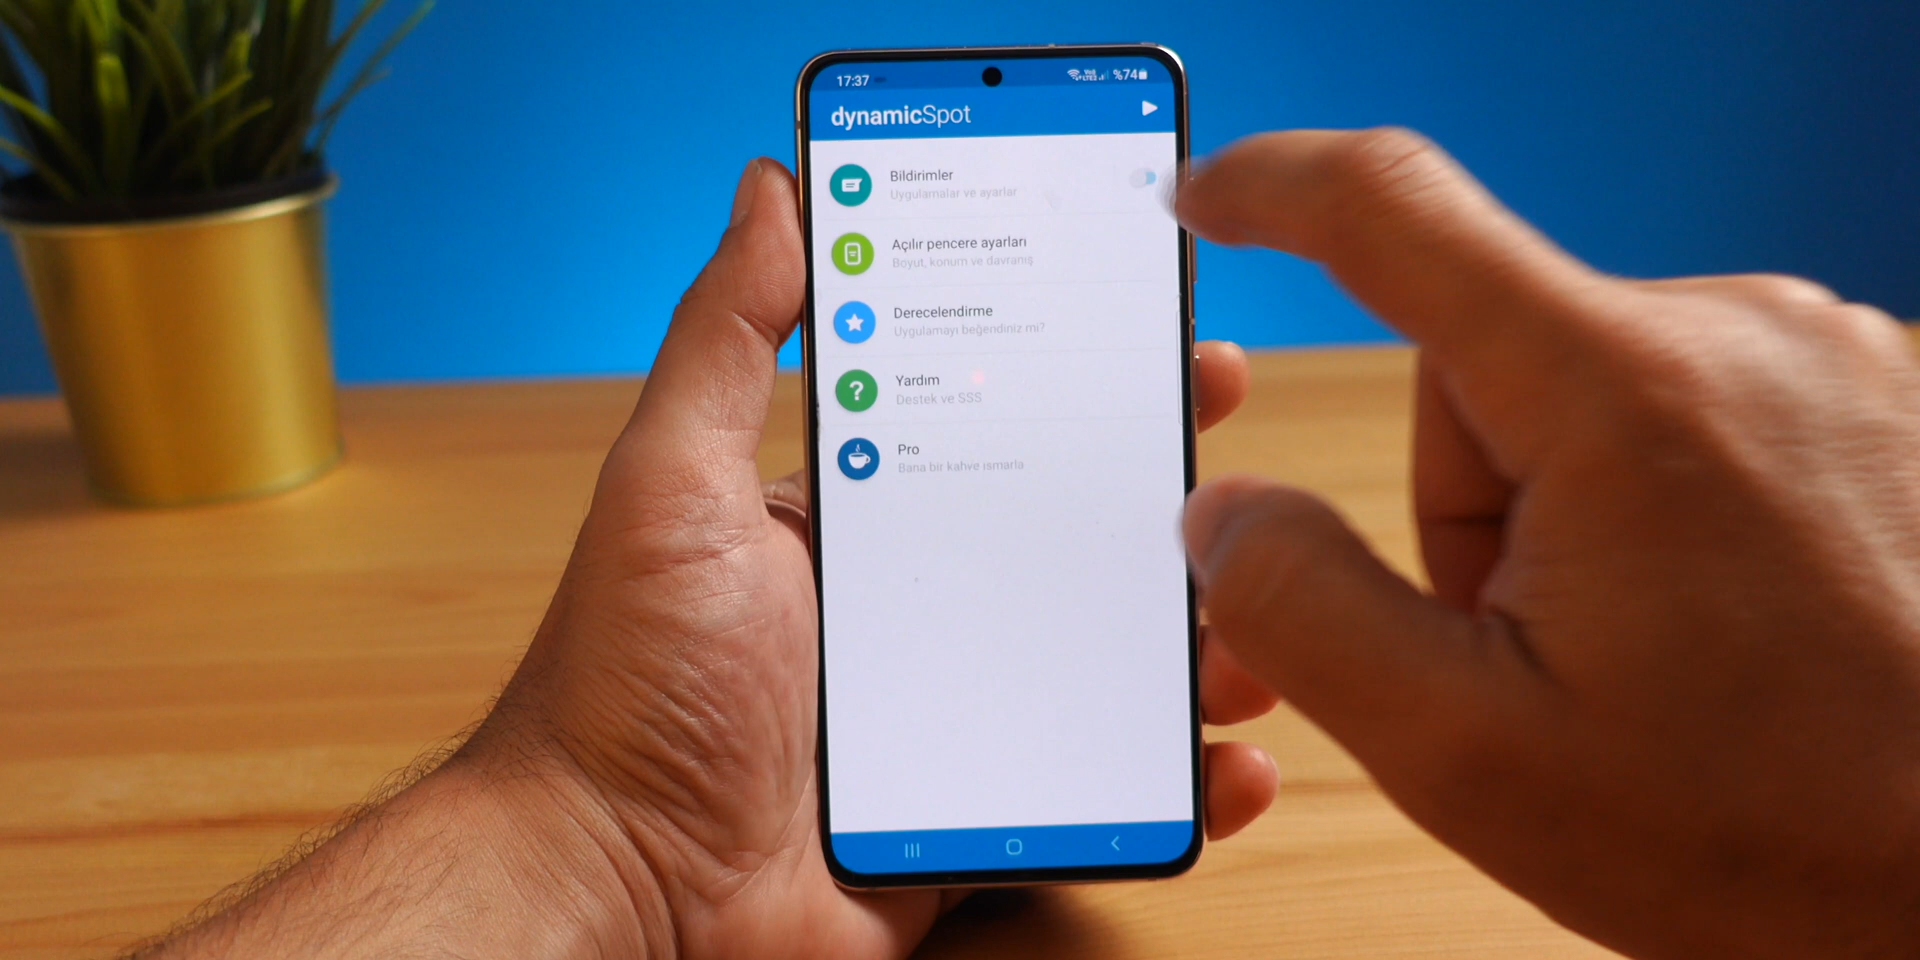 17:37 %74
dynamicSpot
Bildirimler
Uygulamalar ve ayarlar
Açılır pencere ayarları
Boyut, konum ve davranış
Derecelendirme
Uygulamayı beğendiniz mi?
Yardım
Destek ve SSS
Pro
Bana bir kahve ısmarla